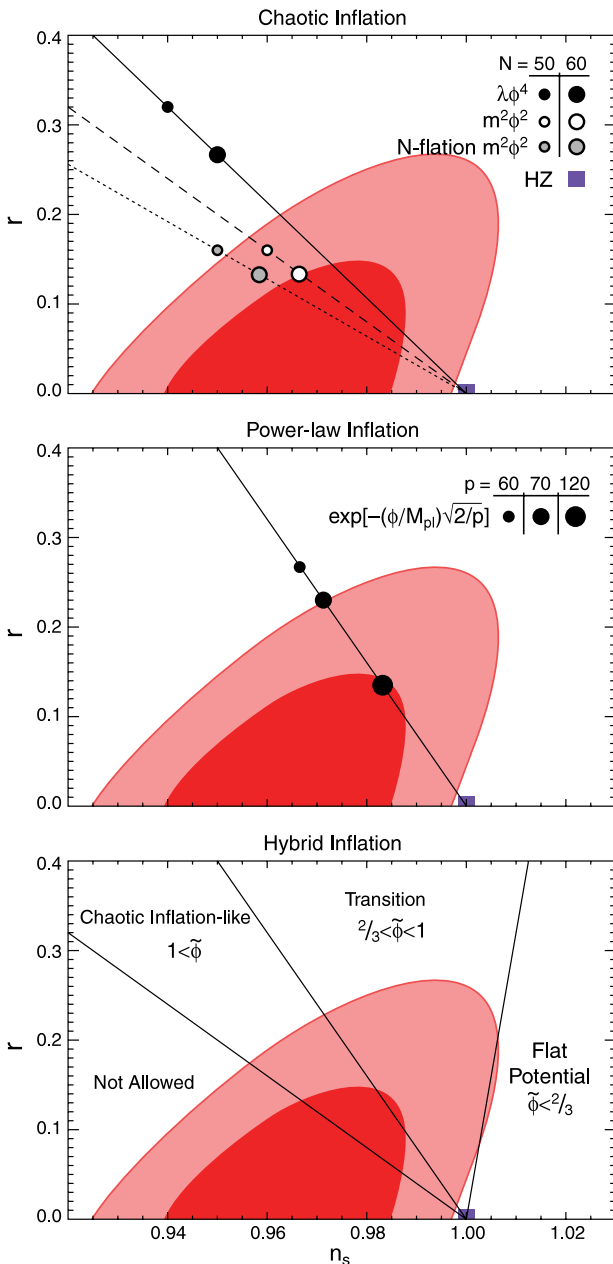 Chaotic Inflation
0.4
0.3
0.2
0.1
0.0
r
N = 50 60
λϕ⁴
m²ϕ²
N-flation m²ϕ²
HZ
Power-law Inflation
0.4
0.3
0.2
0.1
0.0
r
p = 60 70 120
exp[-(ϕ/Mpl)√2/p]
Hybrid Inflation
0.4
0.3
0.2
0.1
0.0
r
Transition
2/3<ϕ̃<1
Chaotic Inflation-like
1<ϕ̃
Not Allowed
Flat
Potential
ϕ̃<2/3
0.94 0.96 0.98 1.00 1.02
nₛ